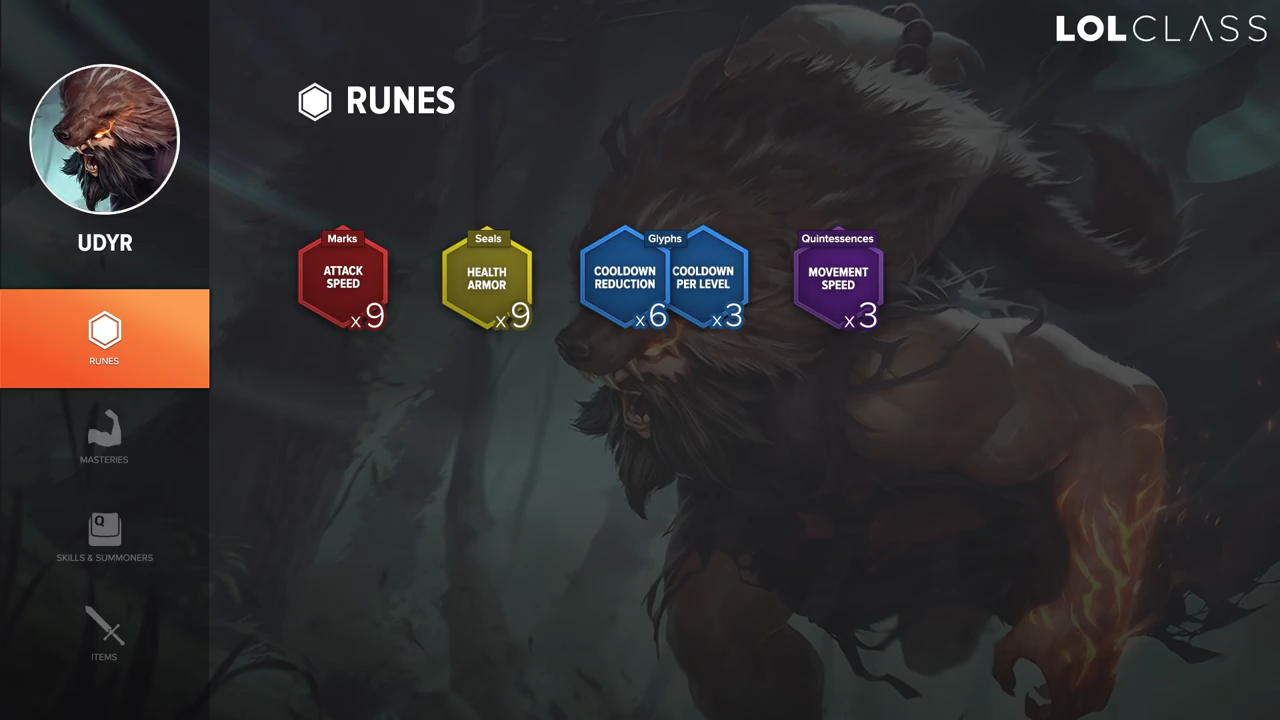 LOLCLASS
RUNES
UDYR
RUNES
MASTERIES
Q
SKILLS & SUMMONERS
ITEMS
Marks
ATTACK
SPEED
x9
Seals
HEALTH
ARMOR
x9
Glyphs
COOLDOWN
REDUCTION
x6
COOLDOWN
PER LEVEL
x3
Quintessences
MOVEMENT
SPEED
x3